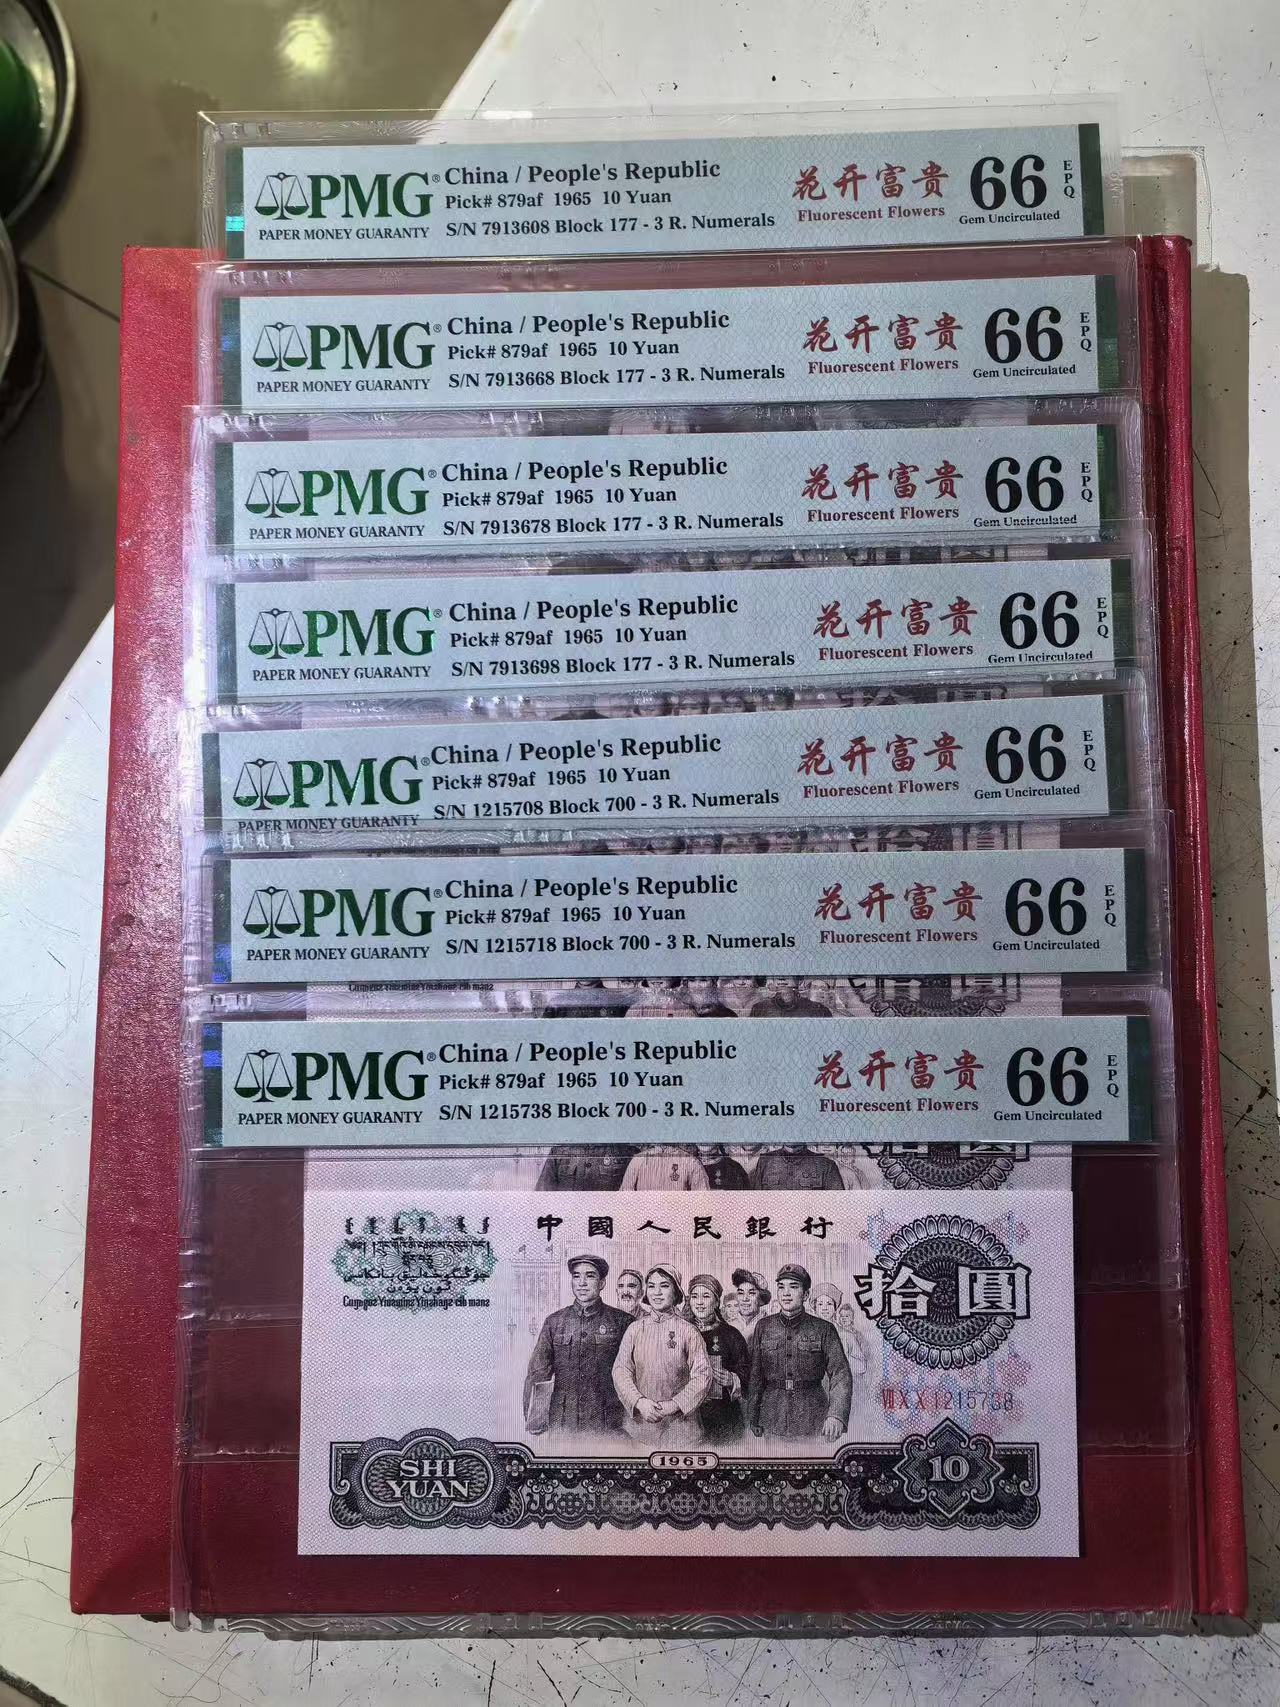 PMG® China / People's Republic 花开富贵 66 EPQ
Pick# 879af 1965 10 Yuan Fluorescent Flowers Gem Uncirculated
PAPER MONEY GUARANTY S/N 7913608 Block 177 - 3 R. Numerals
PMG® China / People's Republic 花开富贵 66 EPQ
Pick# 879af 1965 10 Yuan Fluorescent Flowers Gem Uncirculated
PAPER MONEY GUARANTY S/N 7913668 Block 177 - 3 R. Numerals
PMG® China / People's Republic 花开富贵 66 EPQ
Pick# 879af 1965 10 Yuan Fluorescent Flowers Gem Uncirculated
PAPER MONEY GUARANTY S/N 7913678 Block 177 - 3 R. Numerals
PMG® China / People's Republic 花开富贵 66 EPQ
Pick# 879af 1965 10 Yuan Fluorescent Flowers Gem Uncirculated
PAPER MONEY GUARANTY S/N 7913698 Block 177 - 3 R. Numerals
PMG® China / People's Republic 花开富贵 66 EPQ
Pick# 879af 1965 10 Yuan Fluorescent Flowers Gem Uncirculated
PAPER MONEY GUARANTY S/N 1215708 Block 700 - 3 R. Numerals
PMG® China / People's Republic 花开富贵 66 EPQ
Pick# 879af 1965 10 Yuan Fluorescent Flowers Gem Uncirculated
PAPER MONEY GUARANTY S/N 1215718 Block 700 - 3 R. Numerals
PMG® China / People's Republic 花开富贵 66 EPQ
Pick# 879af 1965 10 Yuan Fluorescent Flowers Gem Uncirculated
PAPER MONEY GUARANTY S/N 1215738 Block 700 - 3 R. Numerals
中國人民銀行
拾圓
1215738
1965
SHI
YUAN
10